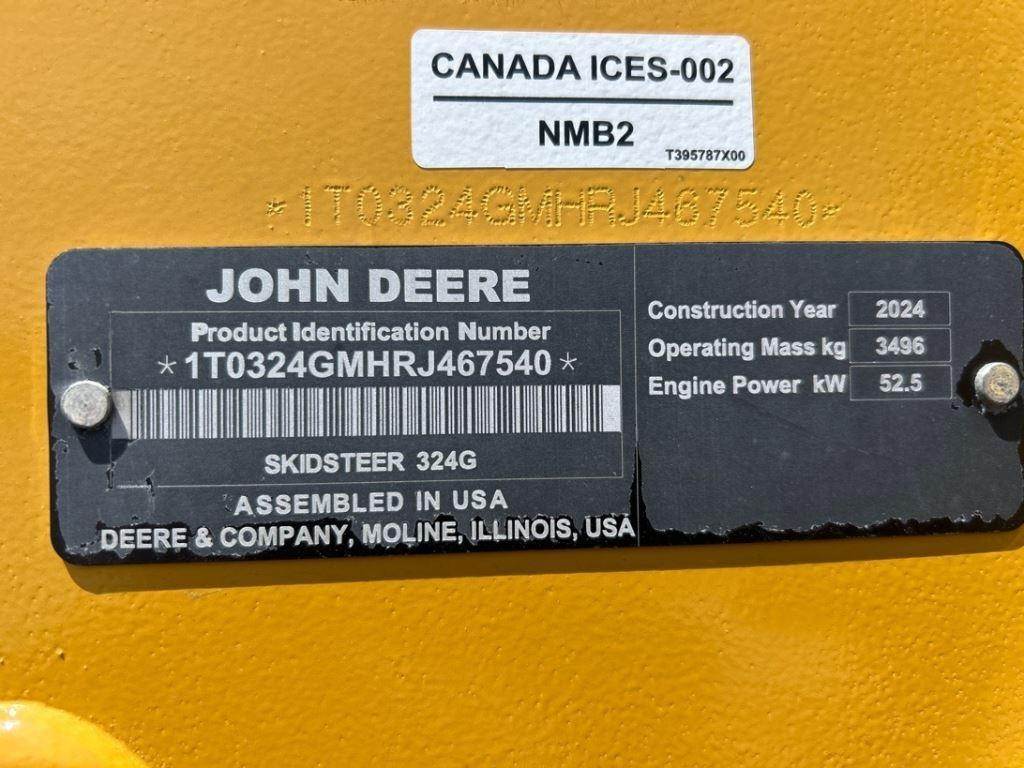 CANADA ICES-002
NMB2
T395787X00
*1T0324GMHRJ467540*
JOHN DEERE
Product Identification Number
*1T0324GMHRJ467540*
SKIDSTEER 324G
ASSEMBLED IN USA
DEERE & COMPANY, MOLINE, ILLINOIS, USA
Construction Year 2024
Operating Mass kg 3496
Engine Power kW 52.5